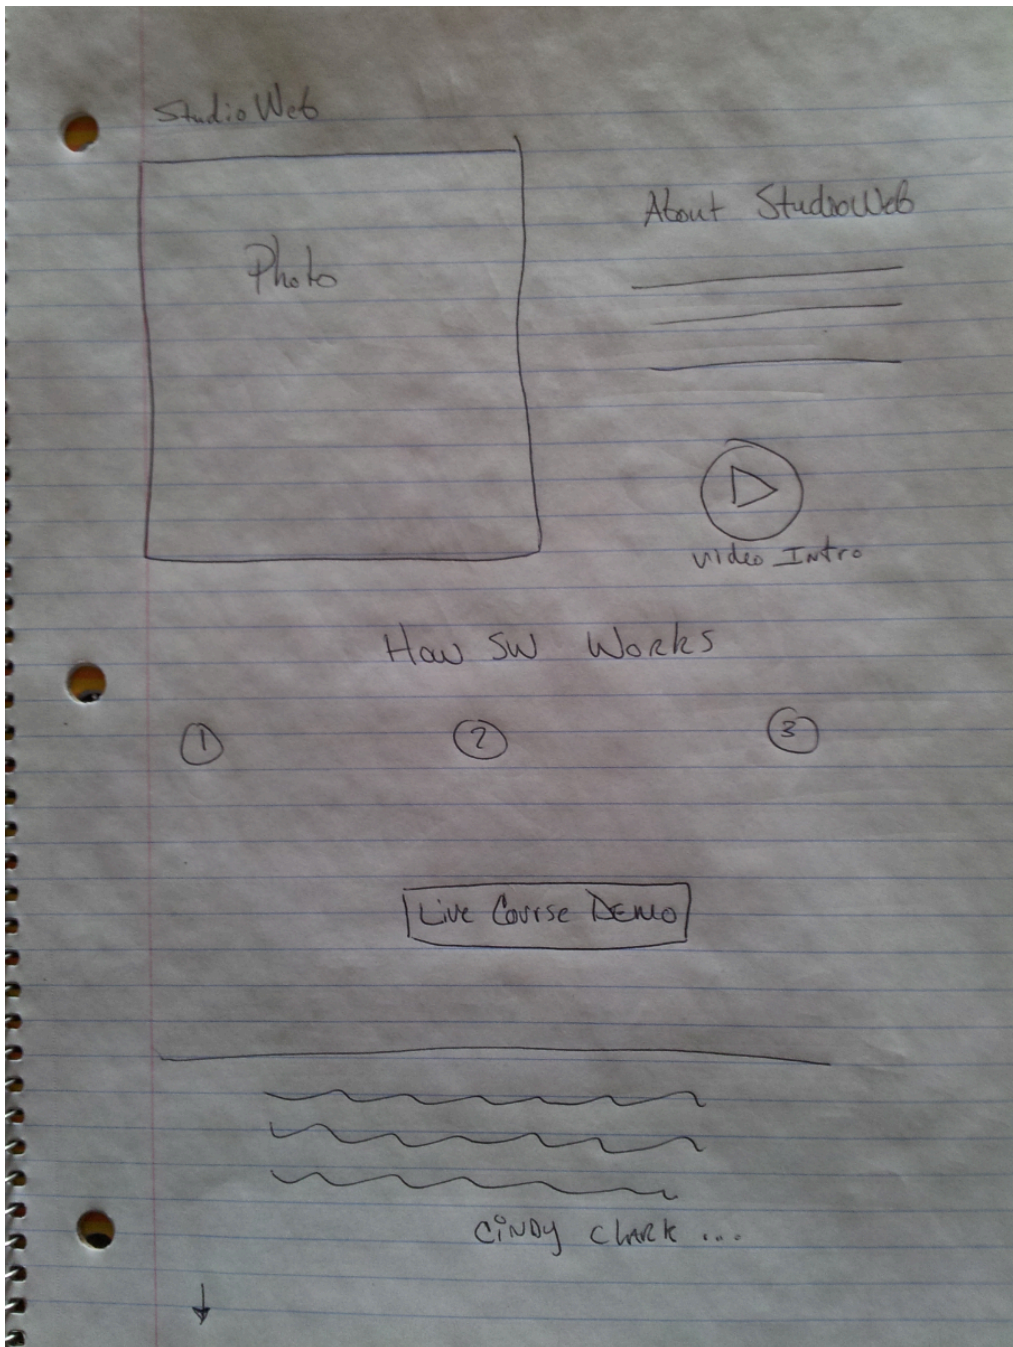 StudioWeb
About StudioWeb
Photo
Video Intro
How SW Works
1 2 3
Live Course DEMO
CiNDy ClARK ...